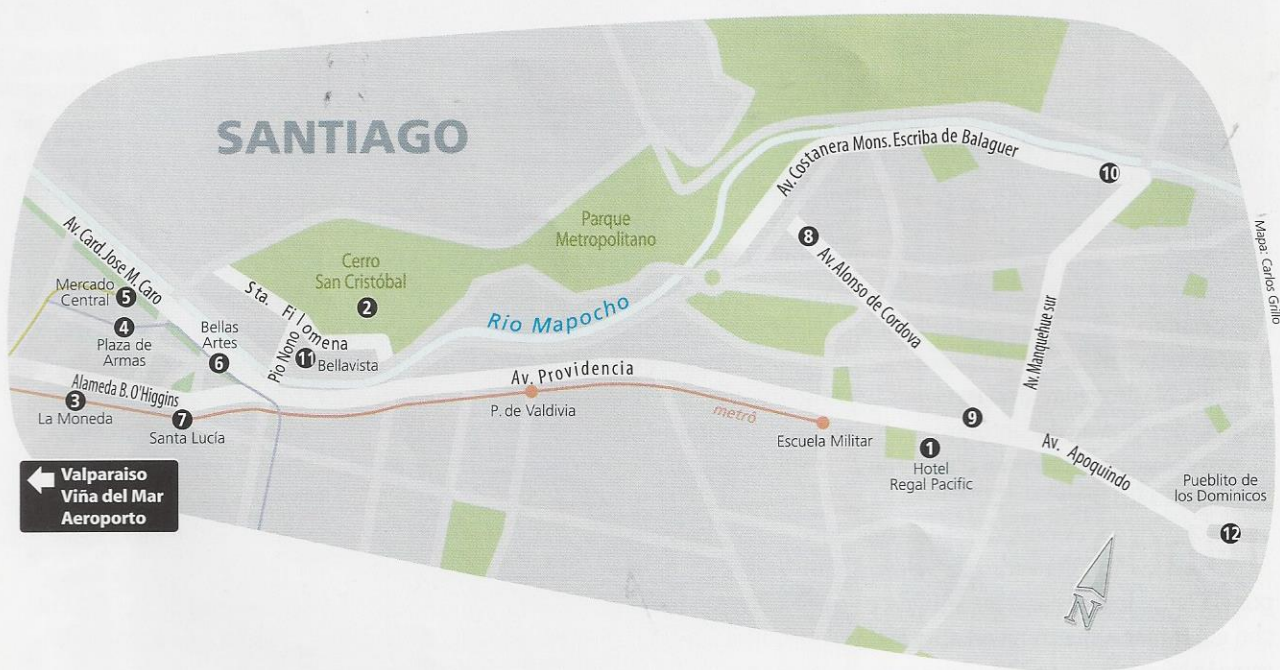 SANTIAGO
Av. Costanera Mons. Escriba de Balaguer
10
Parque
Metropolitano
8
Av. Alonso de Cordova
Mapa: Carlos Grillo
Av. Card. Jose M. Caro
Cerro
San Cristóbal
2
Mercado
Central
5
Sta. Filomena
Río Mapocho
4
Plaza de
Armas
Bellas
Artes
6
Pio Nono
11
Bellavista
Av. Manquehue sur
Av. Providencia
Alameda B. O'Higgins
3
La Moneda
7
Santa Lucía
P. de Valdivia
metrô
Escuela Militar
9
1
Hotel
Regal Pacific
Av. Apoquindo
Pueblito de
los Dominicos
12
Valparaiso
Viña del Mar
Aeroporto
N